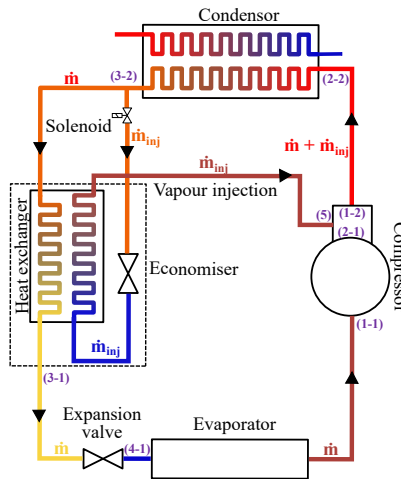 Condensor
ṁ
(3-2)
(2-2)
Solenoid
ṁinj
ṁ + ṁinj
ṁinj
Vapour injection
Heat exchanger
(5)
(1-2)
(2-1)
Compressor
Economiser
(1-1)
ṁinj
(3-1)
Expansion
valve
Evaporator
ṁ
(4-1)
ṁ